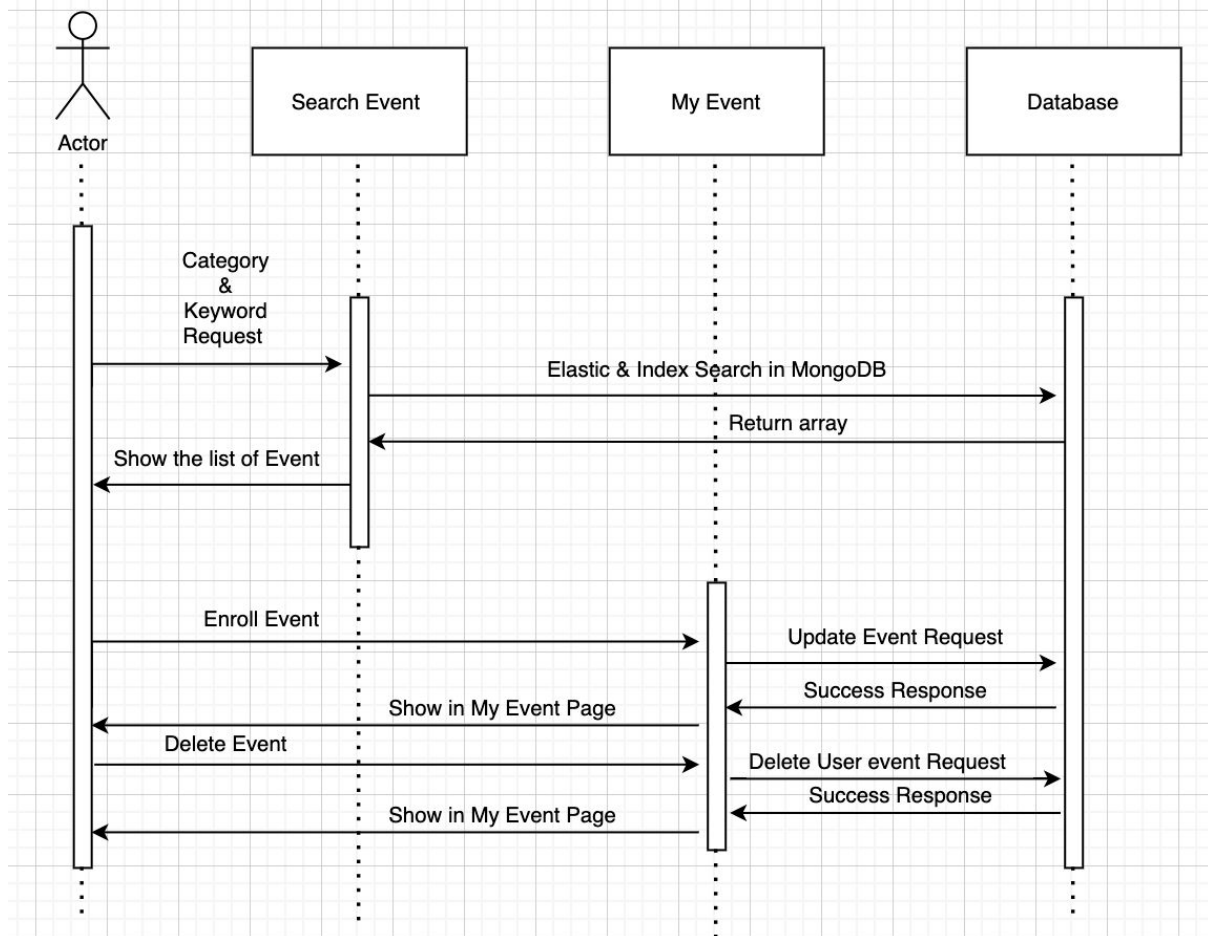 Actor
Search Event
My Event
Database
Category
&
Keyword
Request
Elastic & Index Search in MongoDB
Return array
Show the list of Event
Enroll Event
Update Event Request
Success Response
Show in My Event Page
Delete Event
Delete User event Request
Success Response
Show in My Event Page